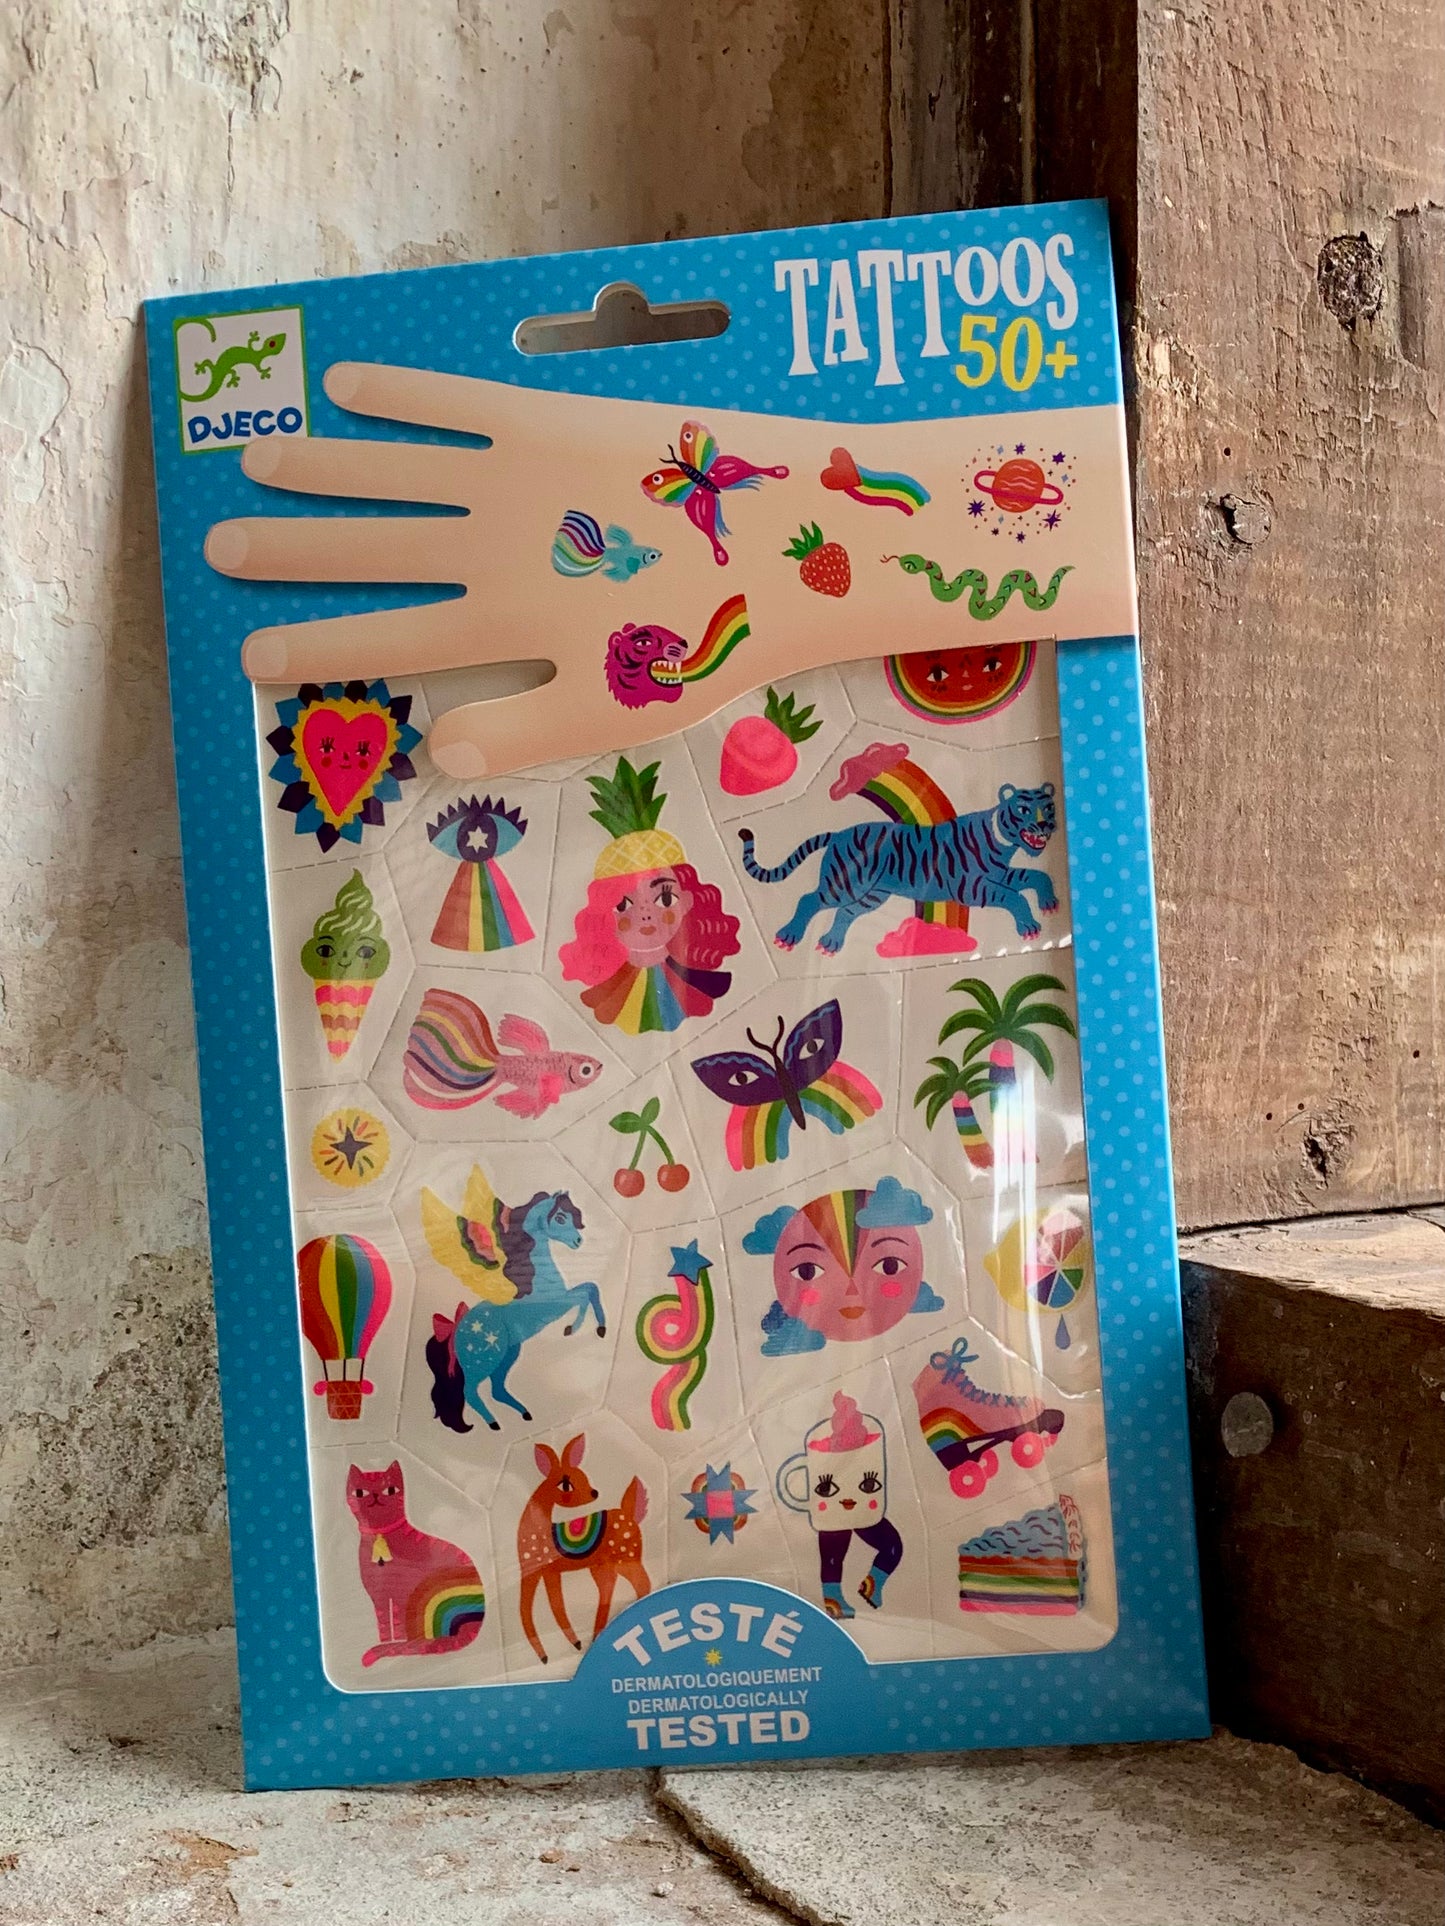 TATTOOS
50+
DJECO
TESTÉ
DERMATOLOGIQUEMENT
DERMATOLOGICALLY
TESTED